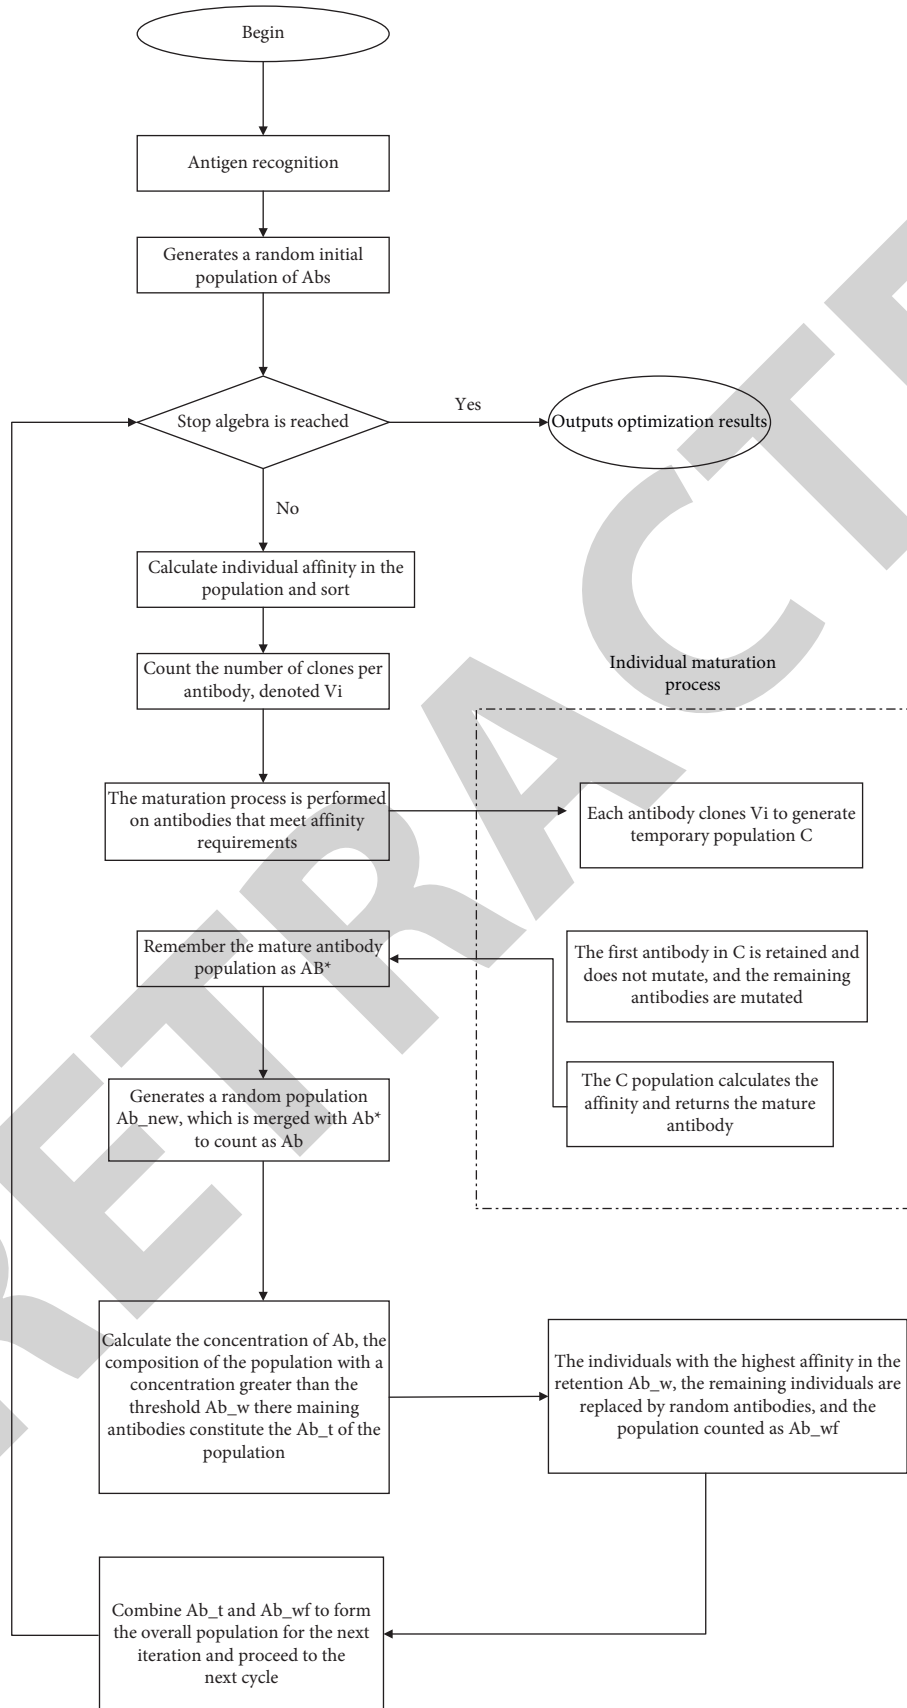 Begin
Antigen recognition
Generates a random initial
population of Abs
Stop algebra is reached
Yes
Outputs optimization results
No
Calculate individual affinity in the
population and sort
Count the number of clones per
antibody, denoted Vi
Individual maturation
process
The maturation process is performed
on antibodies that meet affinity
requirements
Each antibody clones Vi to generate
temporary population C
Remember the mature antibody
population as AB*
The first antibody in C is retained and
does not mutate, and the remaining
antibodies are mutated
The C population calculates the
affinity and returns the mature
antibody
Generates a random population
Ab_new, which is merged with Ab*
to count as Ab
Calculate the concentration of Ab, the
composition of the population with a
concentration greater than the
threshold Ab_w there maining
antibodies constitute the Ab_t of the
population
The individuals with the highest affinity in the
retention Ab_w, the remaining individuals are
replaced by random antibodies, and the
population counted as Ab_wf
Combine Ab_t and Ab_wf to form
the overall population for the next
iteration and proceed to the
next cycle
RETRACTE